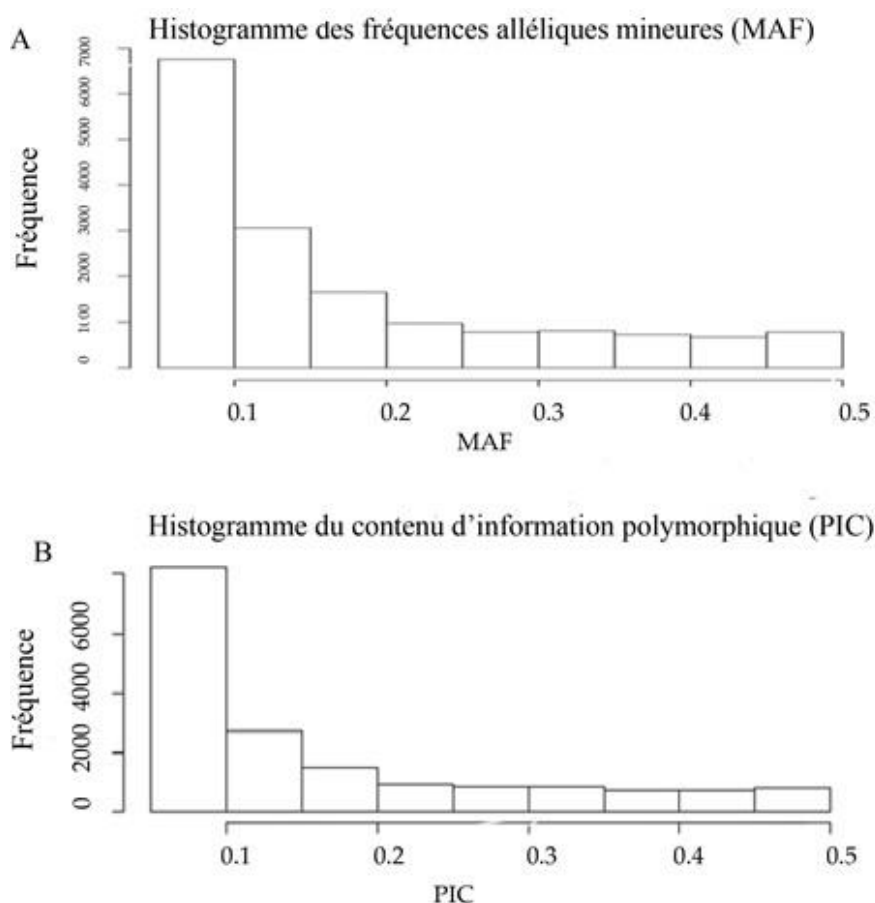 A
Histogramme des fréquences alléliques mineures (MAF)
Fréquence
7000
6000
5000
4000
3000
2000
1000
0
0.1 0.2 0.3 0.4 0.5
MAF
B
Histogramme du contenu d’information polymorphique (PIC)
Fréquence
6000
4000
2000
0
0.1 0.2 0.3 0.4 0.5
PIC